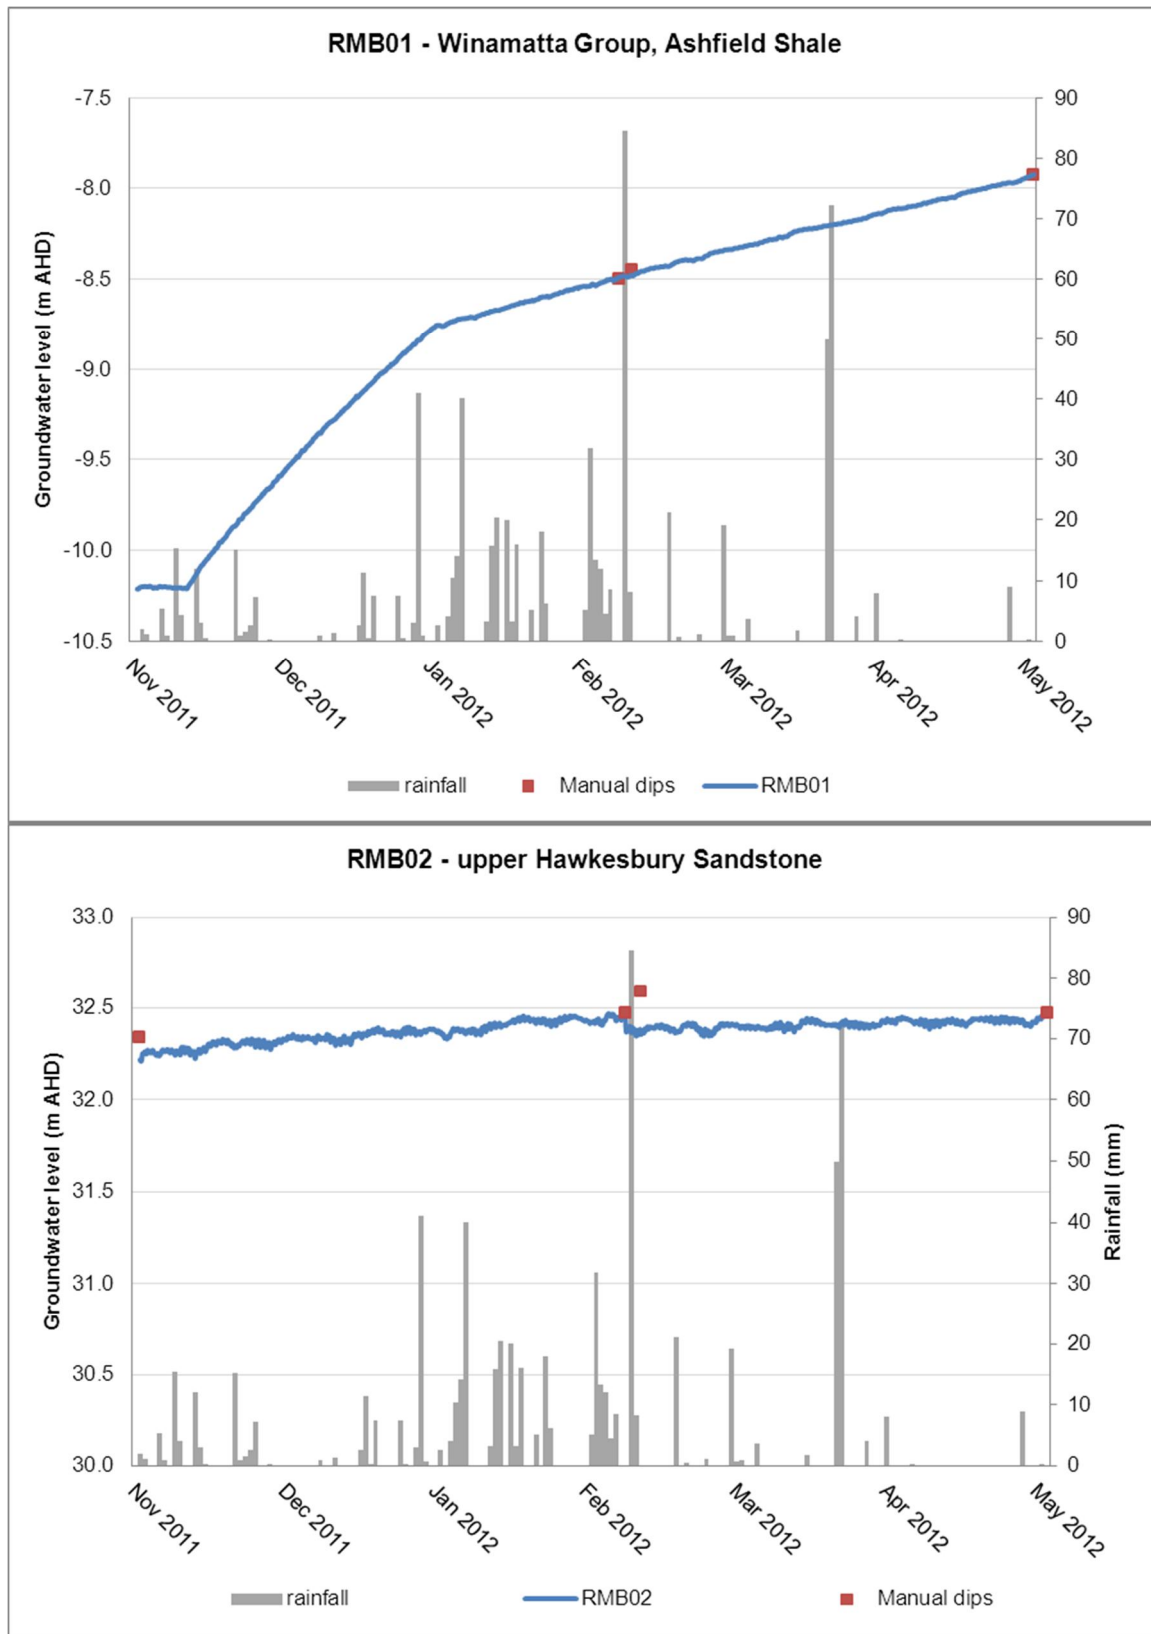 RMB01 - Winamatta Group, Ashfield Shale
Groundwater level (m AHD)
-7.5
-8.0
-8.5
-9.0
-9.5
-10.0
-10.5
90
80
70
60
50
40
30
20
10
0
Nov 2011
Dec 2011
Jan 2012
Feb 2012
Mar 2012
Apr 2012
May 2012
rainfall
Manual dips
RMB01
RMB02 - upper Hawkesbury Sandstone
Groundwater level (m AHD)
33.0
32.5
32.0
31.5
31.0
30.5
30.0
90
80
70
60
50
40
30
20
10
0
Rainfall (mm)
Nov 2011
Dec 2011
Jan 2012
Feb 2012
Mar 2012
Apr 2012
May 2012
rainfall
RMB02
Manual dips